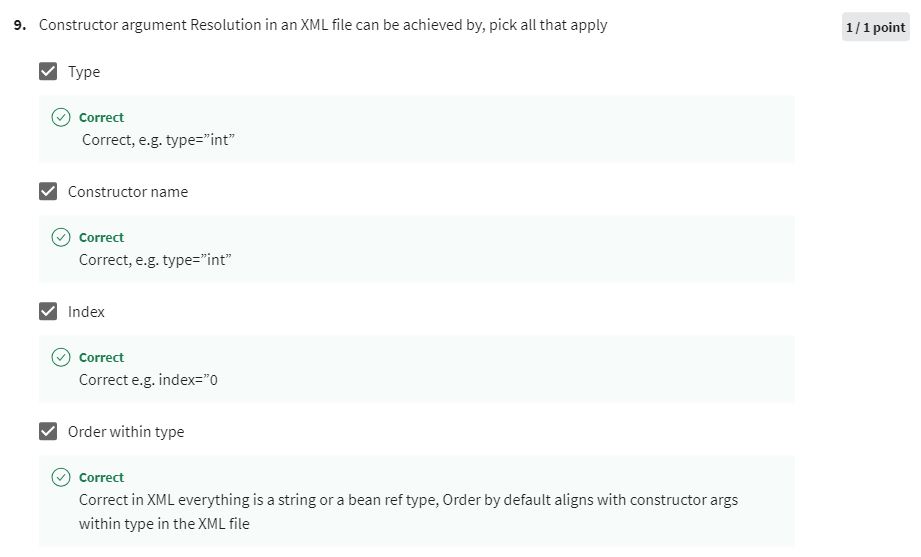 9. Constructor argument Resolution in an XML file can be achieved by, pick all that apply
1 / 1 point
Type
Correct
Correct, e.g. type=”int”
Constructor name
Correct
Correct, e.g. type=”int”
Index
Correct
Correct e.g. index=”0
Order within type
Correct
Correct in XML everything is a string or a bean ref type, Order by default aligns with constructor args
within type in the XML file